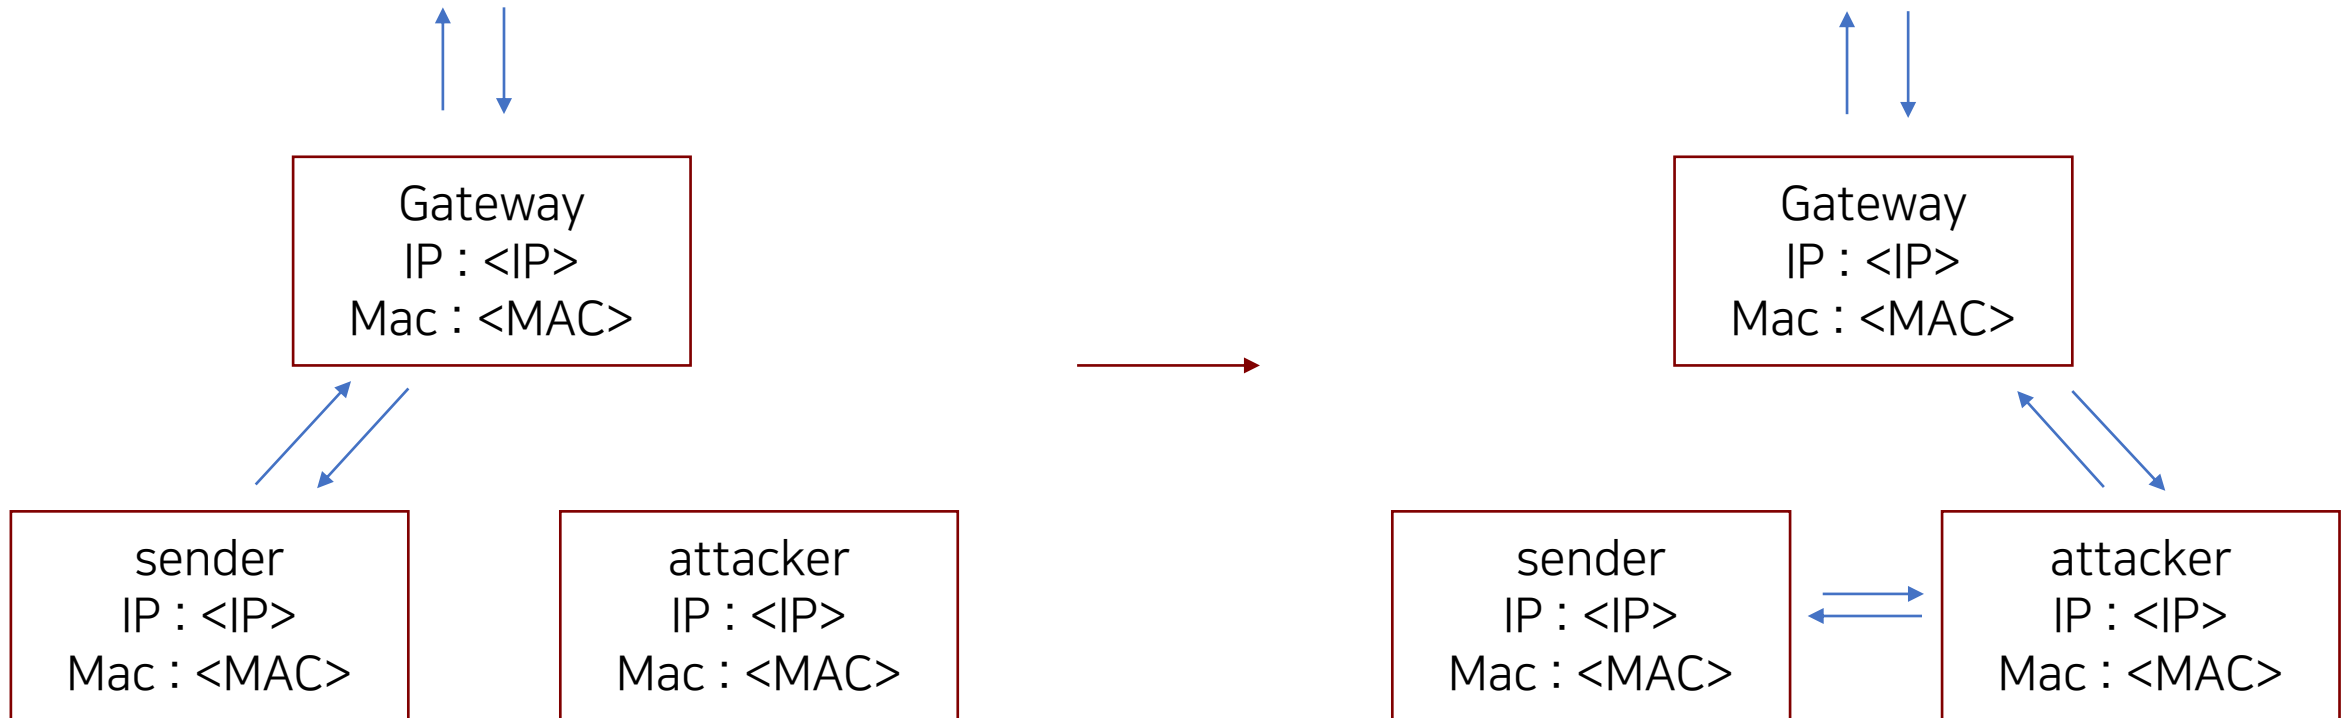 Gateway
IP : <IP>
Mac : <MAC>
Gateway
IP : <IP>
Mac : <MAC>
sender
IP : <IP>
Mac : <MAC>
attacker
IP : <IP>
Mac : <MAC>
sender
IP : <IP>
Mac : <MAC>
attacker
IP : <IP>
Mac : <MAC>